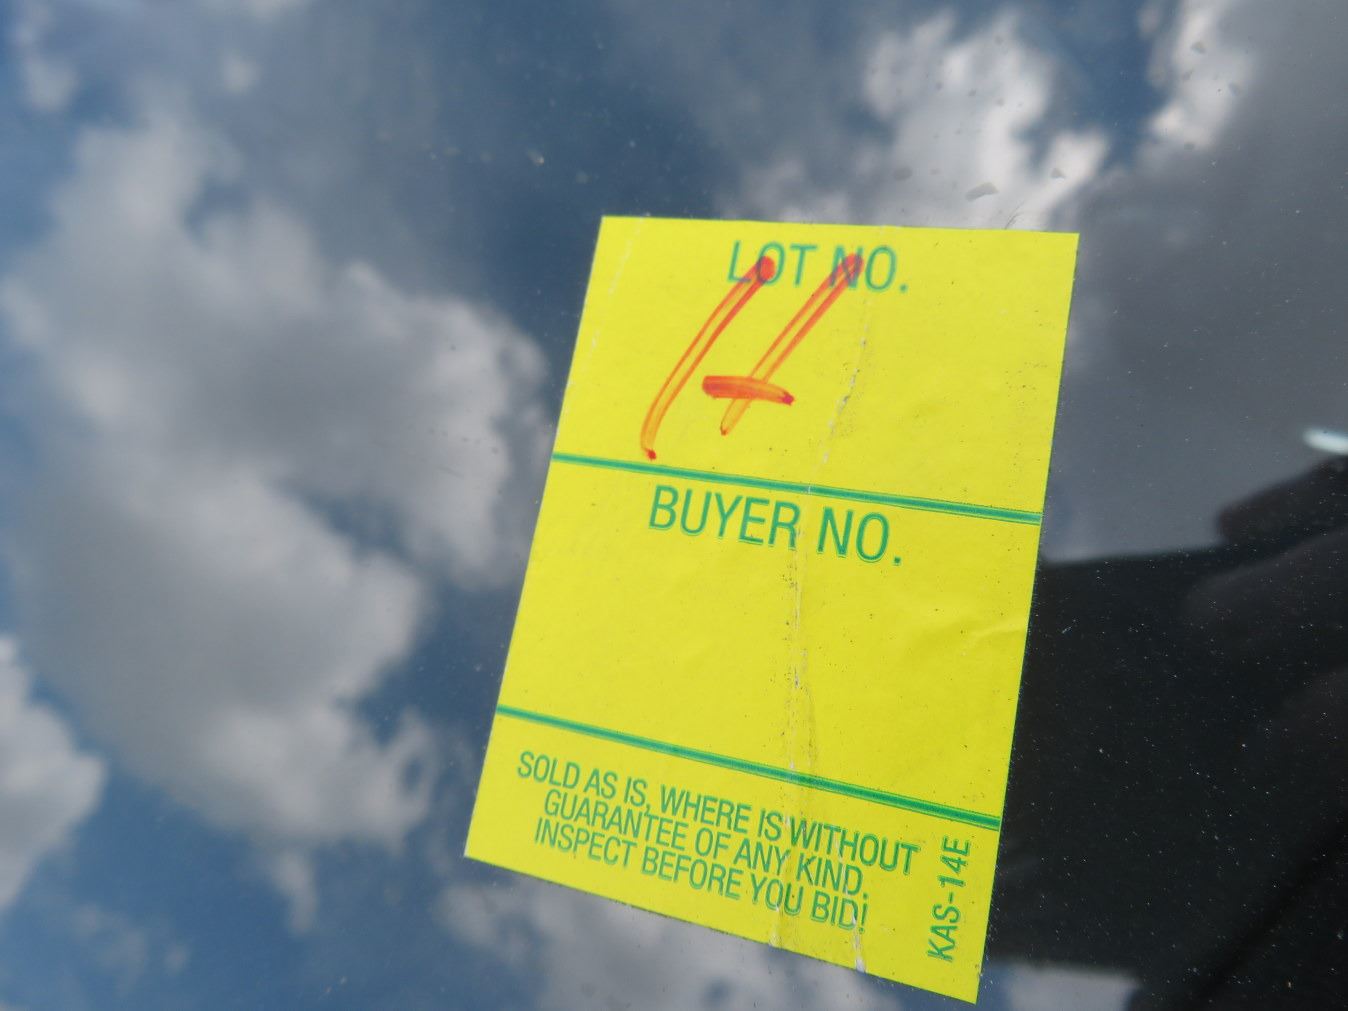 LOT NO.
BUYER NO.
SOLD AS IS, WHERE IS WITHOUT
GUARANTEE OF ANY KIND.
INSPECT BEFORE YOU BID!
KAS-14E